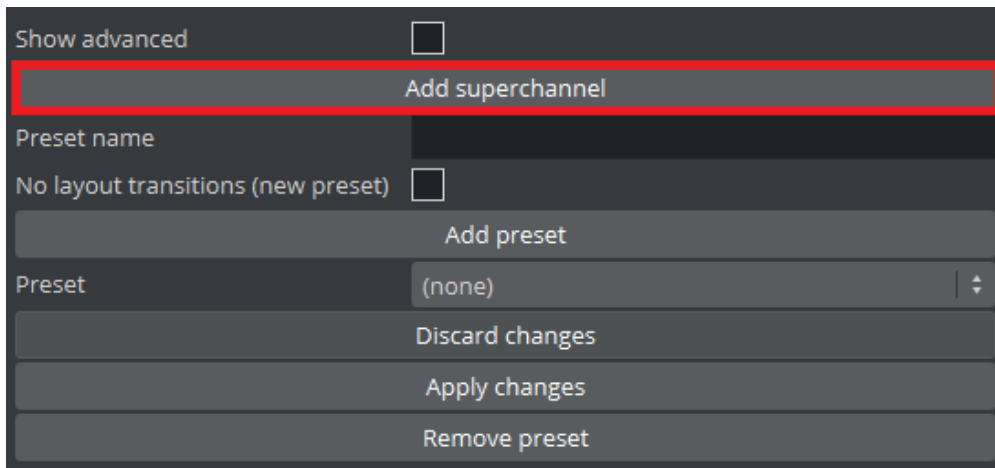 Show advanced
Add superchannel
Preset name
No layout transitions (new preset)
Add preset
Preset (none)
Discard changes
Apply changes
Remove preset